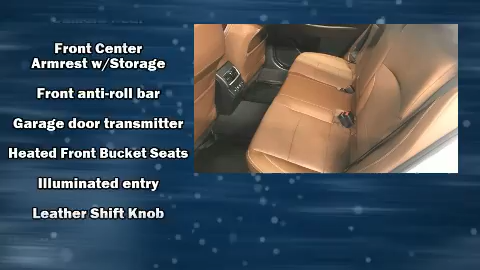 Front Center
Armrest w/Storage
Front anti-roll bar
Garage door transmitter
Heated Front Bucket Seats
Illuminated entry
Leather Shift Knob